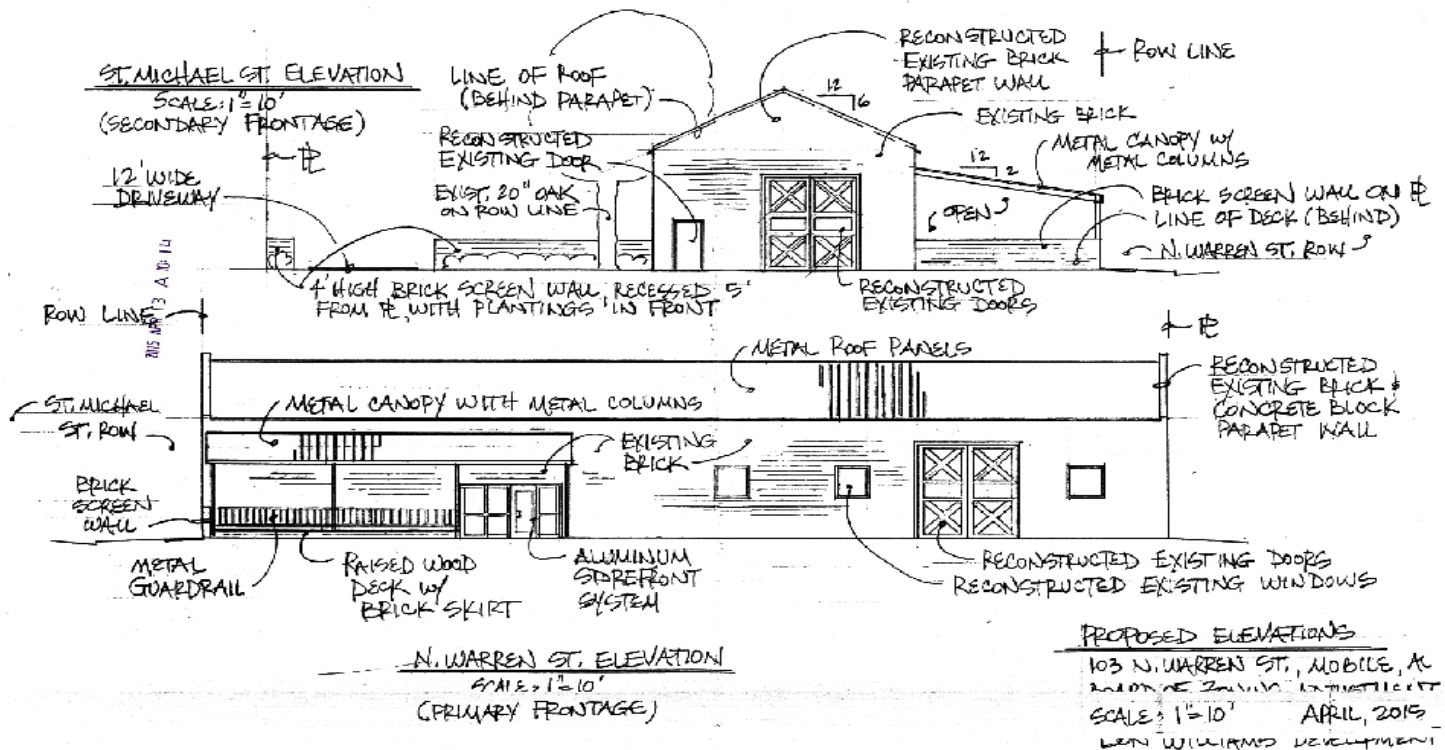 ST. MICHAEL ST. ELEVATION
SCALE: 1"=10'
(SECONDARY FRONTAGE)
LINE OF ROOF
(BEHIND PARAPET)
RECONSTRUCTED
EXISTING BRICK
PARAPET WALL
ROW LINE
12
6
EXISTING BRICK
METAL CANOPY W/
METAL COLUMNS
12
2
RECONSTRUCTED
EXISTING DOOR
EXIST. 20" OAK
ON ROW LINE
℄
12' WIDE
DRIVEWAY
OPEN
BRICK SCREEN WALL ON ℄
LINE OF DECK (BEHIND)
N. WARREN ST. ROW
4' HIGH BRICK SCREEN WALL RECESSED 5'
FROM ℄, WITH PLANTINGS IN FRONT
RECONSTRUCTED
EXISTING DOORS
ROW LINE
℄
METAL ROOF PANELS
RECONSTRUCTED
EXISTING BRICK &
CONCRETE BLOCK
PARAPET WALL
ST. MICHAEL
ST. ROW
METAL CANOPY WITH METAL COLUMNS
EXISTING
BRICK
BRICK
SCREEN
WALL
METAL
GUARDRAIL
RAISED WOOD
DECK W/
BRICK SKIRT
ALUMINUM
STOREFRONT
SYSTEM
RECONSTRUCTED EXISTING DOORS
RECONSTRUCTED EXISTING WINDOWS
N. WARREN ST. ELEVATION
SCALE: 1"=10'
(PRIMARY FRONTAGE)
PROPOSED ELEVATIONS
103 N. WARREN ST., MOBILE, AL
BOARD OF ZONING ADJUSTMENT
SCALE: 1"=10' APRIL, 2015
WILLIAMS DEVELOPMENT